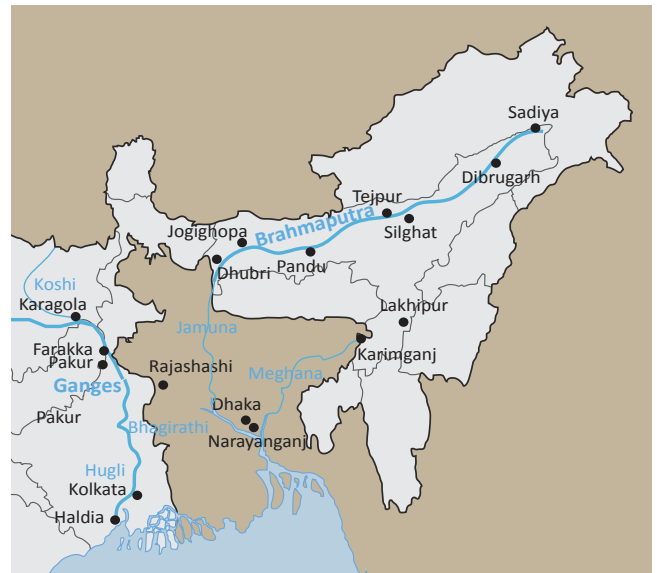 Sadiya
Dibrugarh
Tejpur
Brahmaputra
Silghat
Jogighopa
Pandu
Dhubri
Koshi
Karagola
Lakhipur
Jamuna
Karimganj
Farakka
Pakur
Rajashashi
Meghana
Ganges
Dhaka
Pakur
Bhagirathi
Narayanganj
Hugli
Kolkata
Haldia